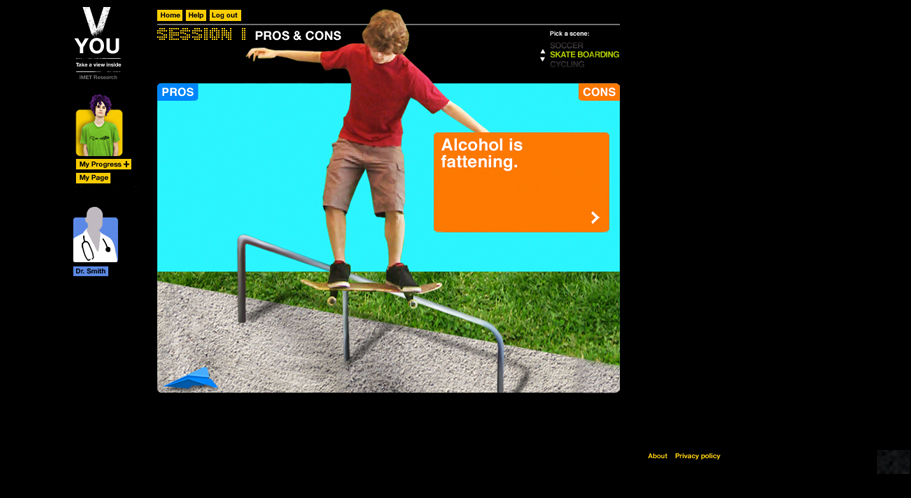 V
YOU
Take a view inside
iMET Research
Home Help Log out
SESSION 1 PROS & CONS
Pick a scene:
SOCCER
SKATE BOARDING
CYCLING
PROS
CONS
Alcohol is
fattening.
My Progress +
My Page
Dr. Smith
About Privacy policy